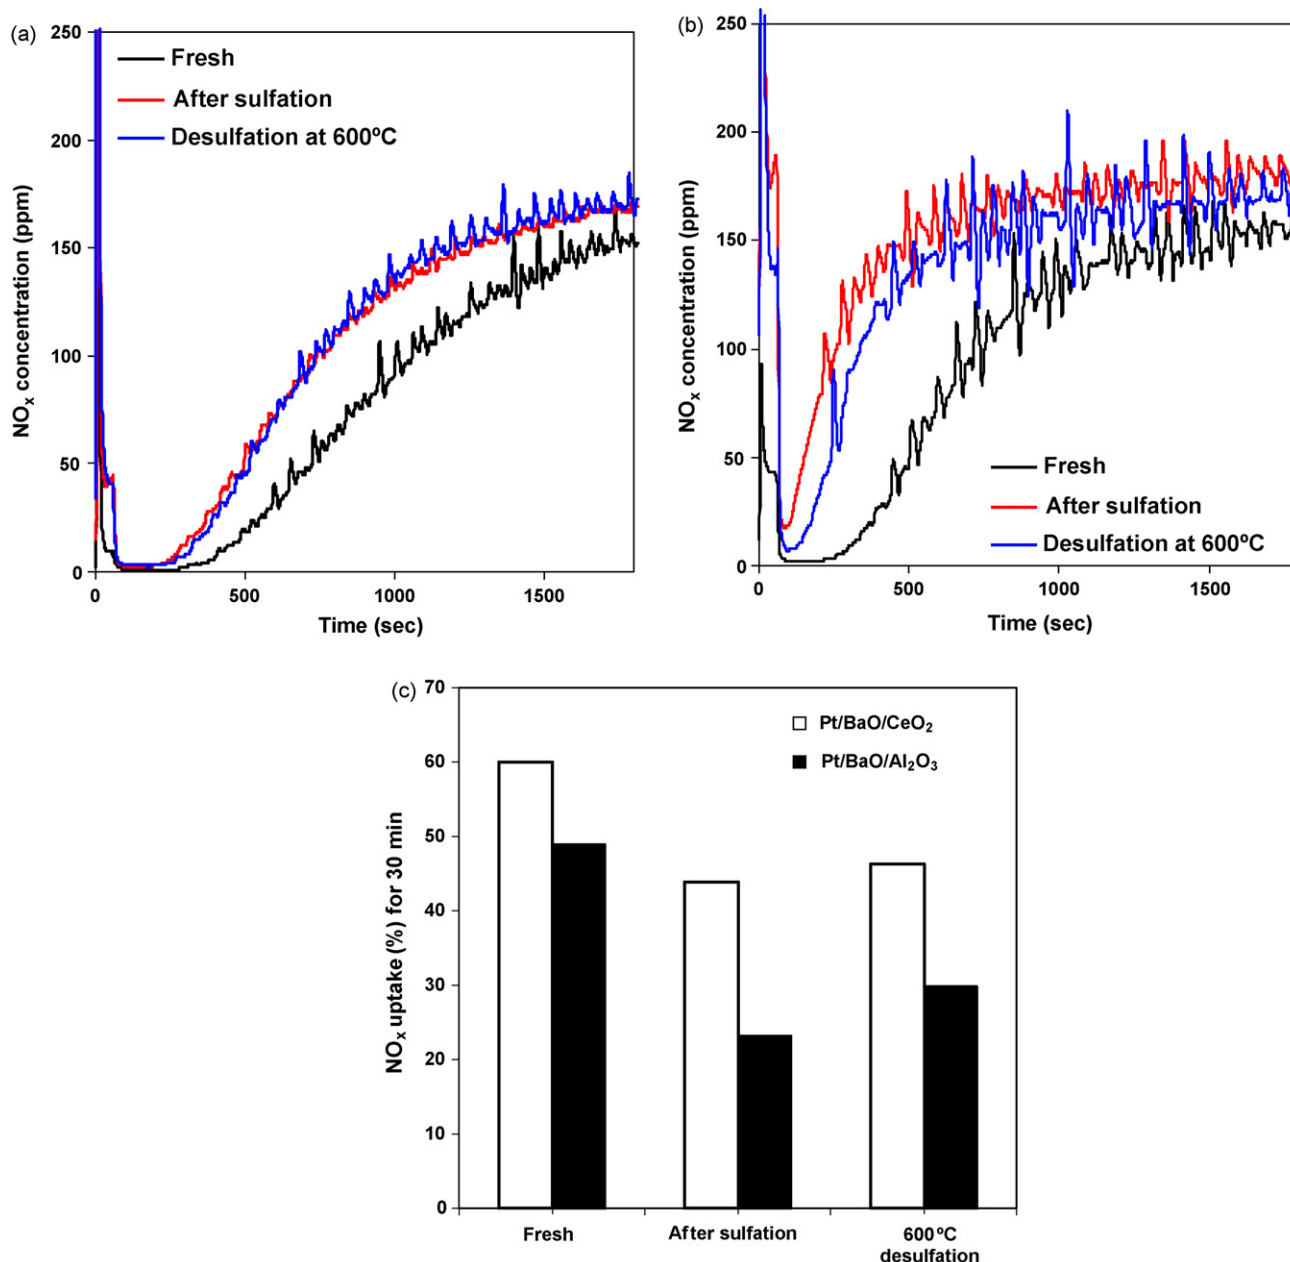 (a)
250
200
150
100
50
0
NOx concentration (ppm)
Fresh
After sulfation
Desulfation at 600ºC
0 500 1000 1500
Time (sec)
(b)
250
200
150
100
50
0
NOx concentration (ppm)
Fresh
After sulfation
Desulfation at 600ºC
0 500 1000 1500
Time (sec)
(c)
70
60
50
40
30
20
10
0
NOx uptake (%) for 30 min
Pt/BaO/CeO2
Pt/BaO/Al2O3
Fresh After sulfation 600ºC
desulfation